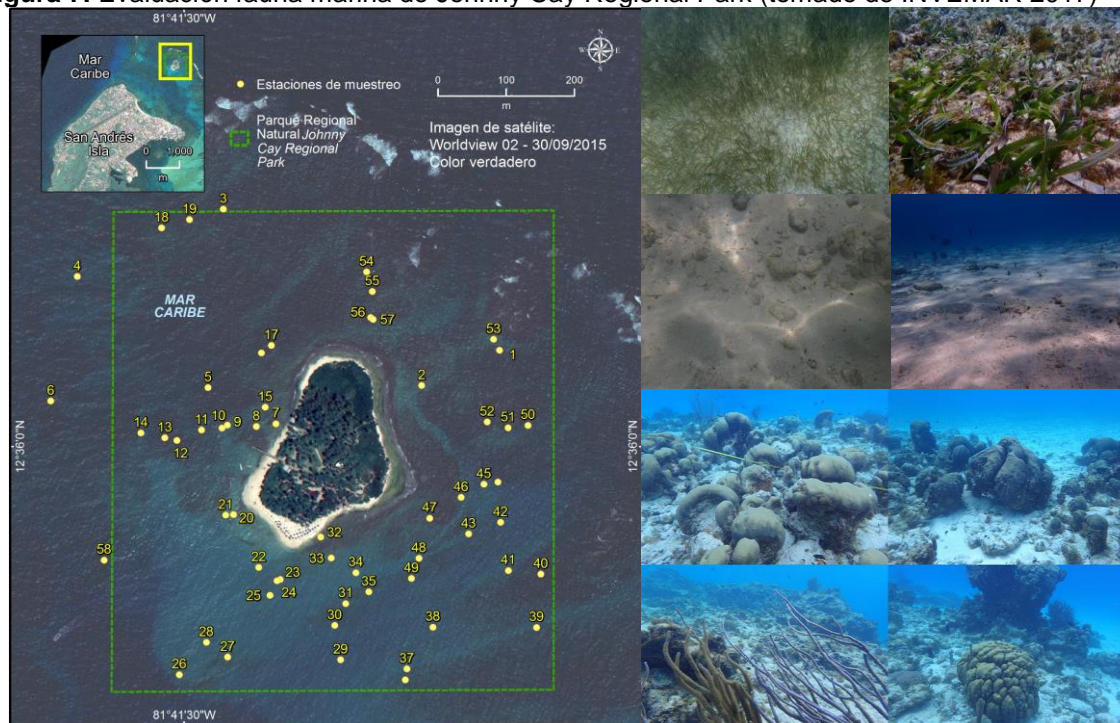 Evaluación fauna marina de Johnny Cay Regional Park (tomado de INVEMAR 2017)
81°41'30"W
Mar
Caribe
San Andrés
Isla
0 1,000
m
Estaciones de muestreo
Parque Regional
Natural Johnny
Cay Regional
Park
N
W E
S
0 100 200
m
Imagen de satélite:
Worldview 02 - 30/09/2015
Color verdadero
3
19
18
4
54
55
MAR
CARIBE
56 57
53
17
1
5
2
6
15
52 51 50
14 13 11 10 9 8 7
12
12°36'0"N
12°36'0"N
45
46
21 20
47
42
43
32
58
22
33
48
34
41 40
23
49
24
25
35
31
30
38
39
28
27
29
26
37
81°41'30"W